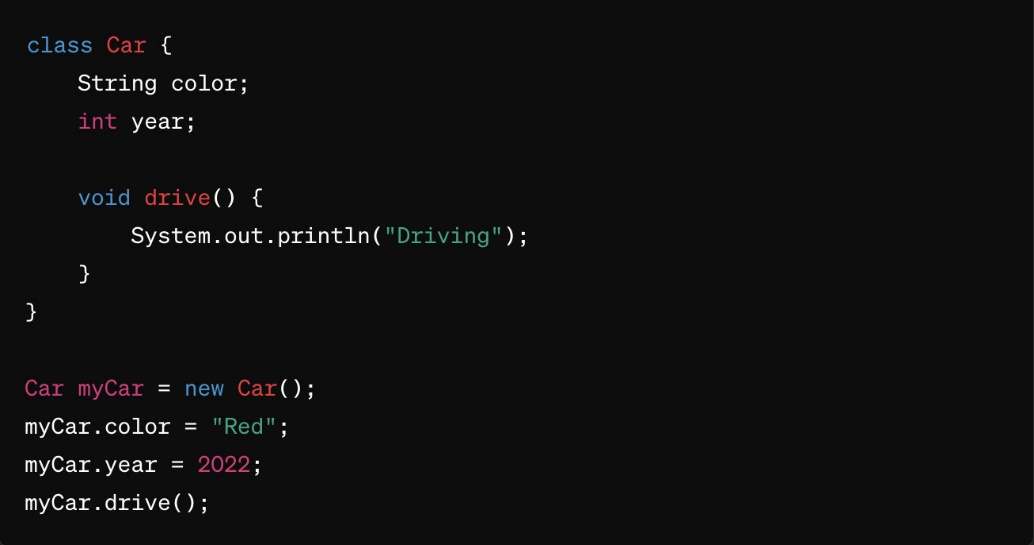 class Car {
    String color;
    int year;

    void drive() {
        System.out.println("Driving");
    }
}

Car myCar = new Car();
myCar.color = "Red";
myCar.year = 2022;
myCar.drive();